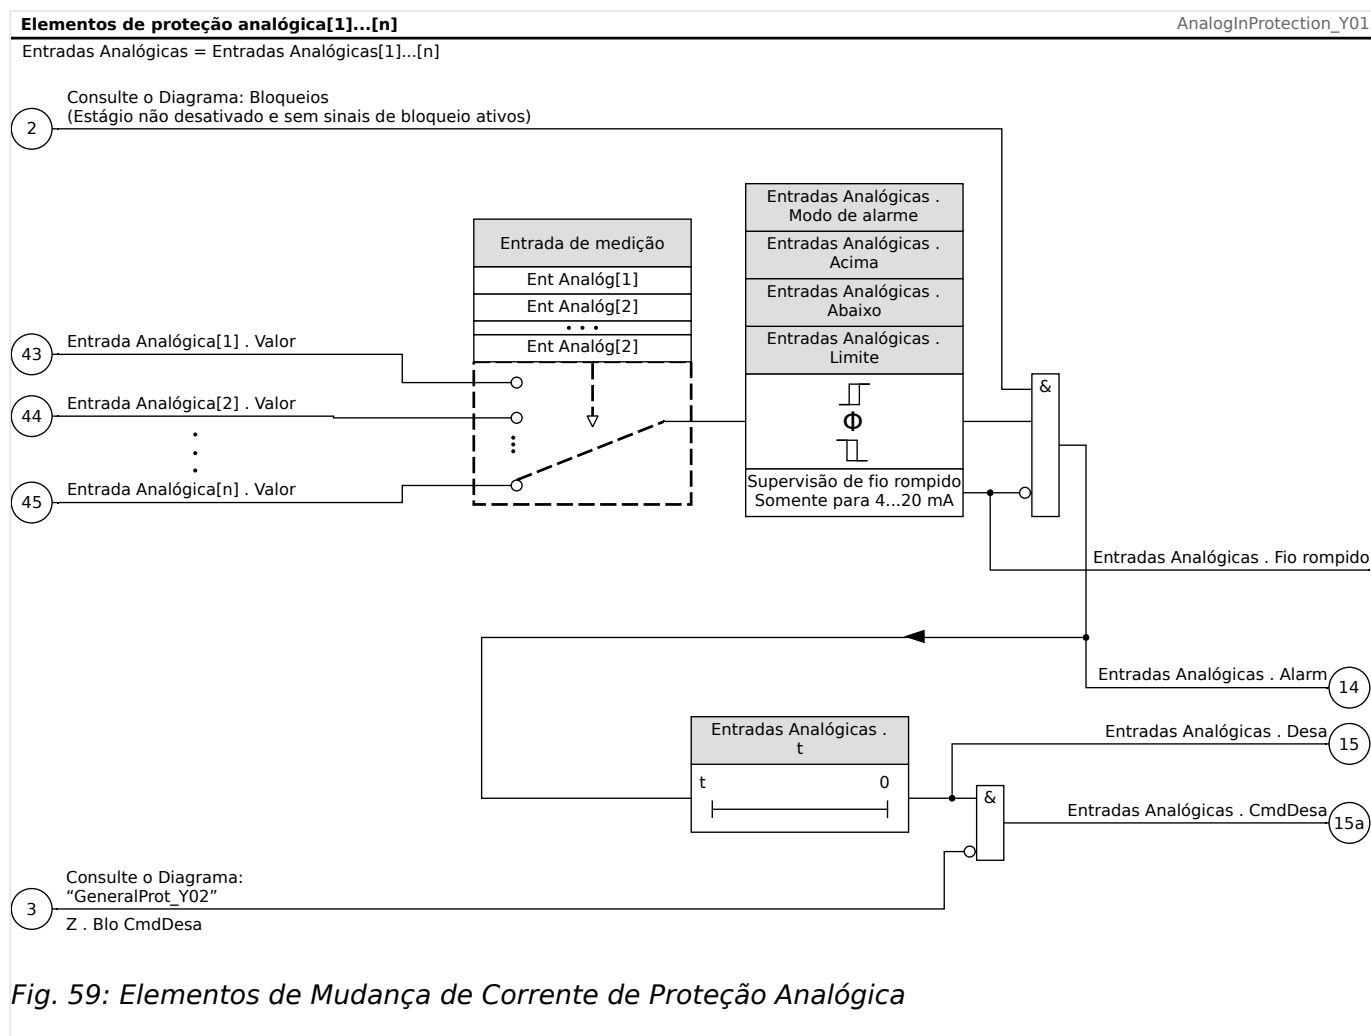 Elementos de proteção analógica[1]...[n]
AnalogInProtection_Y01
Entradas Analógicas = Entradas Analógicas[1]...[n]
Consulte o Diagrama: Bloqueios
(Estágio não desativado e sem sinais de bloqueio ativos)
2
Entradas Analógicas .
Modo de alarme
Entradas Analógicas .
Acima
Entradas Analógicas .
Abaixo
Entradas Analógicas .
Limite
Φ
Supervisão de fio rompido
Somente para 4...20 mA
Entrada de medição
Ent Analóg[1]
Ent Analóg[2]
• • •
Ent Analóg[2]
43
Entrada Analógica[1] . Valor
44
Entrada Analógica[2] . Valor
45
Entrada Analógica[n] . Valor
&
Entradas Analógicas . Fio rompido
Entradas Analógicas . Alarm
14
Entradas Analógicas .
t
t 0
Entradas Analógicas . Desa
15
&
Entradas Analógicas . CmdDesa
15a
Consulte o Diagrama:
“GeneralProt_Y02”
3
Z . Blo CmdDesa
Fig. 59: Elementos de Mudança de Corrente de Proteção Analógica